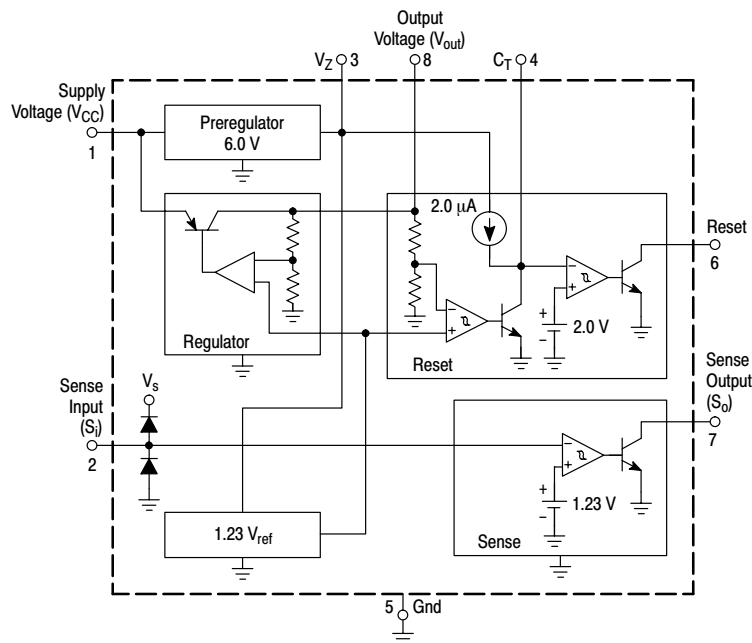 Output
Voltage (Vout)
VZ 3
8
CT 4
Supply
Voltage (VCC)
1
Preregulator
6.0 V
2.0 µA
Reset
6
+
-
2.0 V
-
+
-
+
Regulator
Reset
Sense
Input
(Si)
2
Vs
Sense
Output
(So)
7
-
+
+
-
1.23 V
1.23 Vref
Sense
5 Gnd